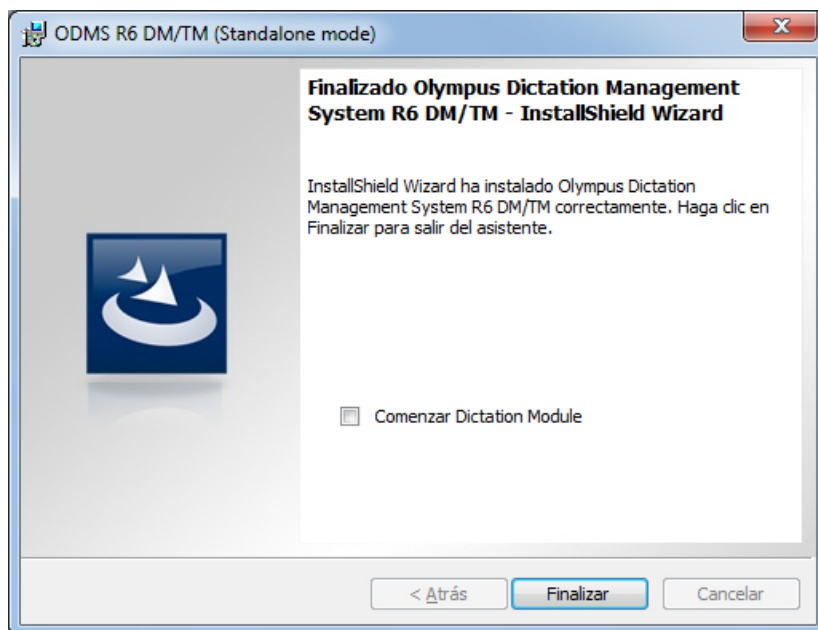 ODMS R6 DM/TM (Standalone mode)
Finalizado Olympus Dictation Management
System R6 DM/TM - InstallShield Wizard
InstallShield Wizard ha instalado Olympus Dictation
Management System R6 DM/TM correctamente. Haga clic en
Finalizar para salir del asistente.
Comenzar Dictation Module
< Atrás
Finalizar
Cancelar